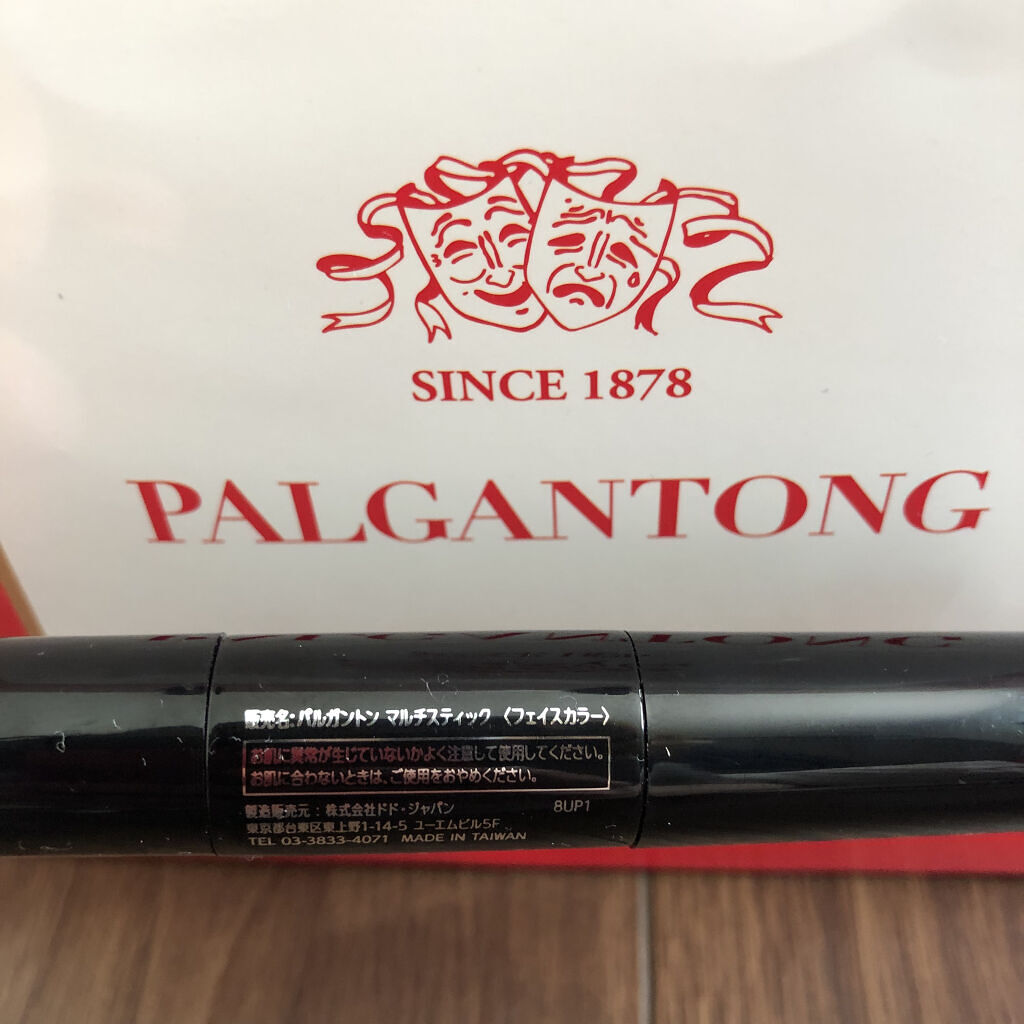 SINCE 1878
PALGANTONG
販売名:パルガントン マルチスティック〈フェイスカラー〉
お肌に異常が生じていないかよく注意して使用してください。
お肌に合わないときは、ご使用をおやめください。
製造販売元:株式会社ドド・ジャパン 8UP1
東京都台東区東上野1-14-5 ユーエムビル5F
TEL 03-3833-4071 MADE IN TAIWAN